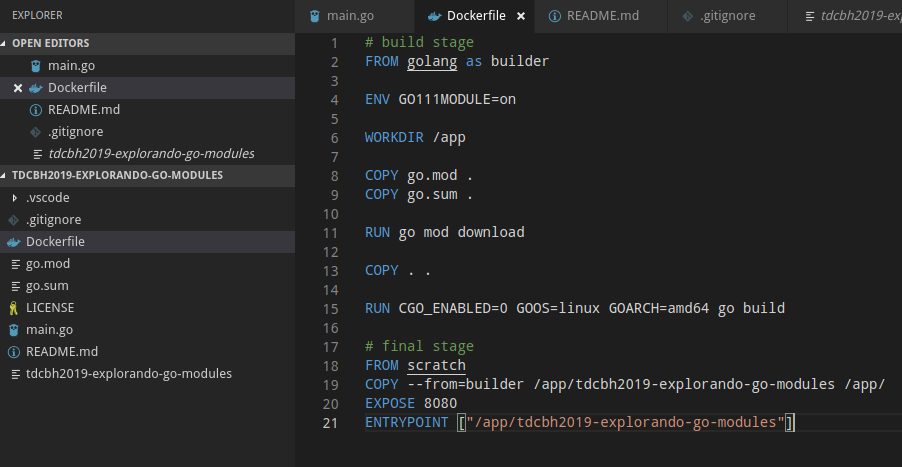 EXPLORER
OPEN EDITORS
main.go
Dockerfile
README.md
.gitignore
tdcbh2019-explorando-go-modules
TDCBH2019-EXPLORANDO-GO-MODULES
.vscode
.gitignore
Dockerfile
go.mod
go.sum
LICENSE
main.go
README.md
tdcbh2019-explorando-go-modules
main.go Dockerfile README.md .gitignore tdcbh2019-ex
1 # build stage
2 FROM golang as builder
3
4 ENV GO111MODULE=on
5
6 WORKDIR /app
7
8 COPY go.mod .
9 COPY go.sum .
10
11 RUN go mod download
12
13 COPY . .
14
15 RUN CGO_ENABLED=0 GOOS=linux GOARCH=amd64 go build
16
17 # final stage
18 FROM scratch
19 COPY --from=builder /app/tdcbh2019-explorando-go-modules /app/
20 EXPOSE 8080
21 ENTRYPOINT ["/app/tdcbh2019-explorando-go-modules"]